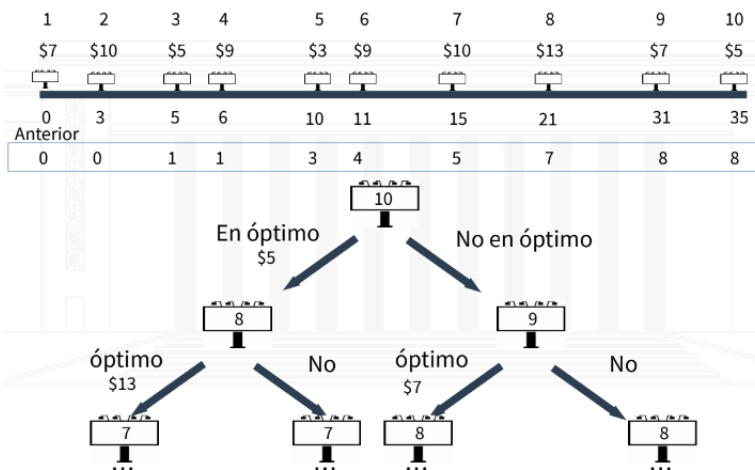 1 2 3 4 5 6 7 8 9 10
$7 $10 $5 $9 $3 $9 $10 $13 $7 $5
0 3 5 6 10 11 15 21 31 35
Anterior
0 0 1 1 3 4 5 7 8 8
10
En óptimo No en óptimo
$5
8 9
óptimo No óptimo No
$13 $7
7 7 8 8
... ... ... ...